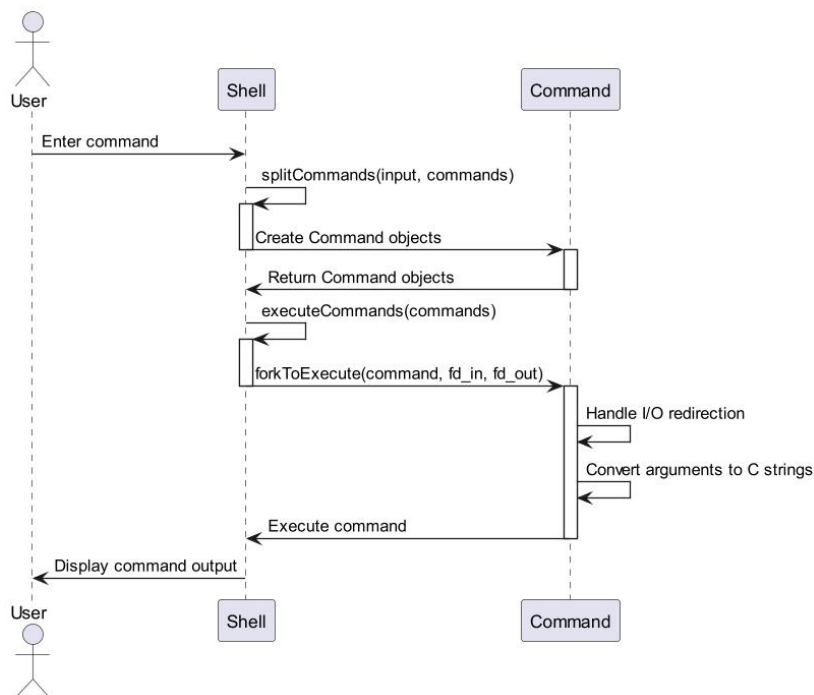 User
Shell
Command
Enter command
splitCommands(input, commands)
Create Command objects
Return Command objects
executeCommands(commands)
forkToExecute(command, fd_in, fd_out)
Handle I/O redirection
Convert arguments to C strings
Execute command
Display command output
User
Shell
Command